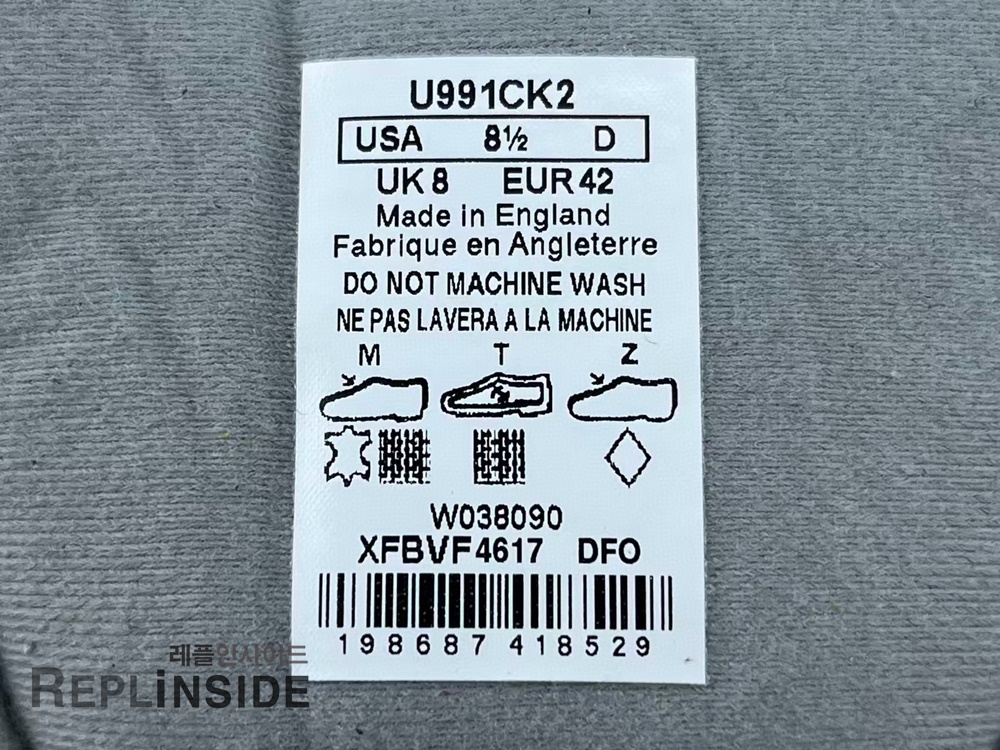 U991CK2
USA 8½ D
UK 8 EUR 42
Made in England
Fabrique en Angleterre
DO NOT MACHINE WASH
NE PAS LAVERA A LA MACHINE
M T Z
W038090
XFBVF4617 DFO
198687 418529
레플인사이드
REPLINSIDE